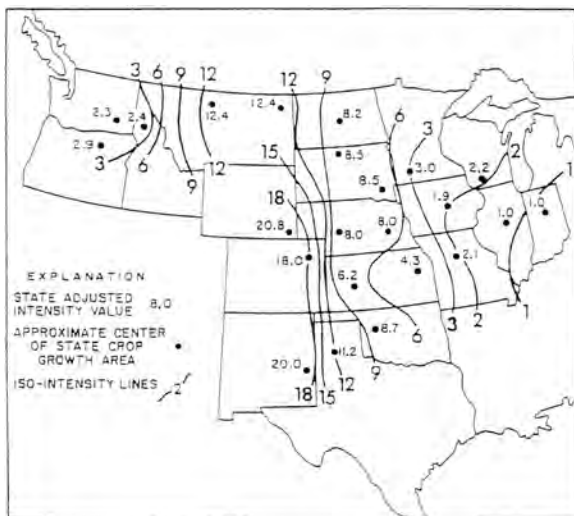 3 6 9 12 12 9
2.3 2.4 12.4 12.4 8.2 6 3
2.9 8.5 3.0 2.2 2
3 6 15 8.5 1
9 12 18 1.9 1.0 1.0
20.8 8.0 8.0
18.0 4.3 2.1
6.2
6 3 2 1
8.7
11.2
20.0 12 9
18 15
EXPLANATION
STATE ADJUSTED
INTENSITY VALUE 8.0
APPROXIMATE CENTER
OF STATE CROP
GROWTH AREA
ISO-INTENSITY LINES 2